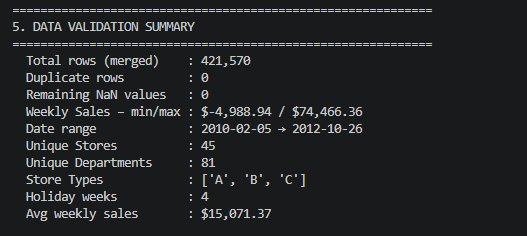 ============================================================
5. DATA VALIDATION SUMMARY
============================================================
Total rows (merged) : 421,570
Duplicate rows : 0
Remaining NaN values : 0
Weekly Sales – min/max : $-4,988.94 / $74,466.36
Date range : 2010-02-05 → 2012-10-26
Unique Stores : 45
Unique Departments : 81
Store Types : ['A', 'B', 'C']
Holiday weeks : 4
Avg weekly sales : $15,071.37